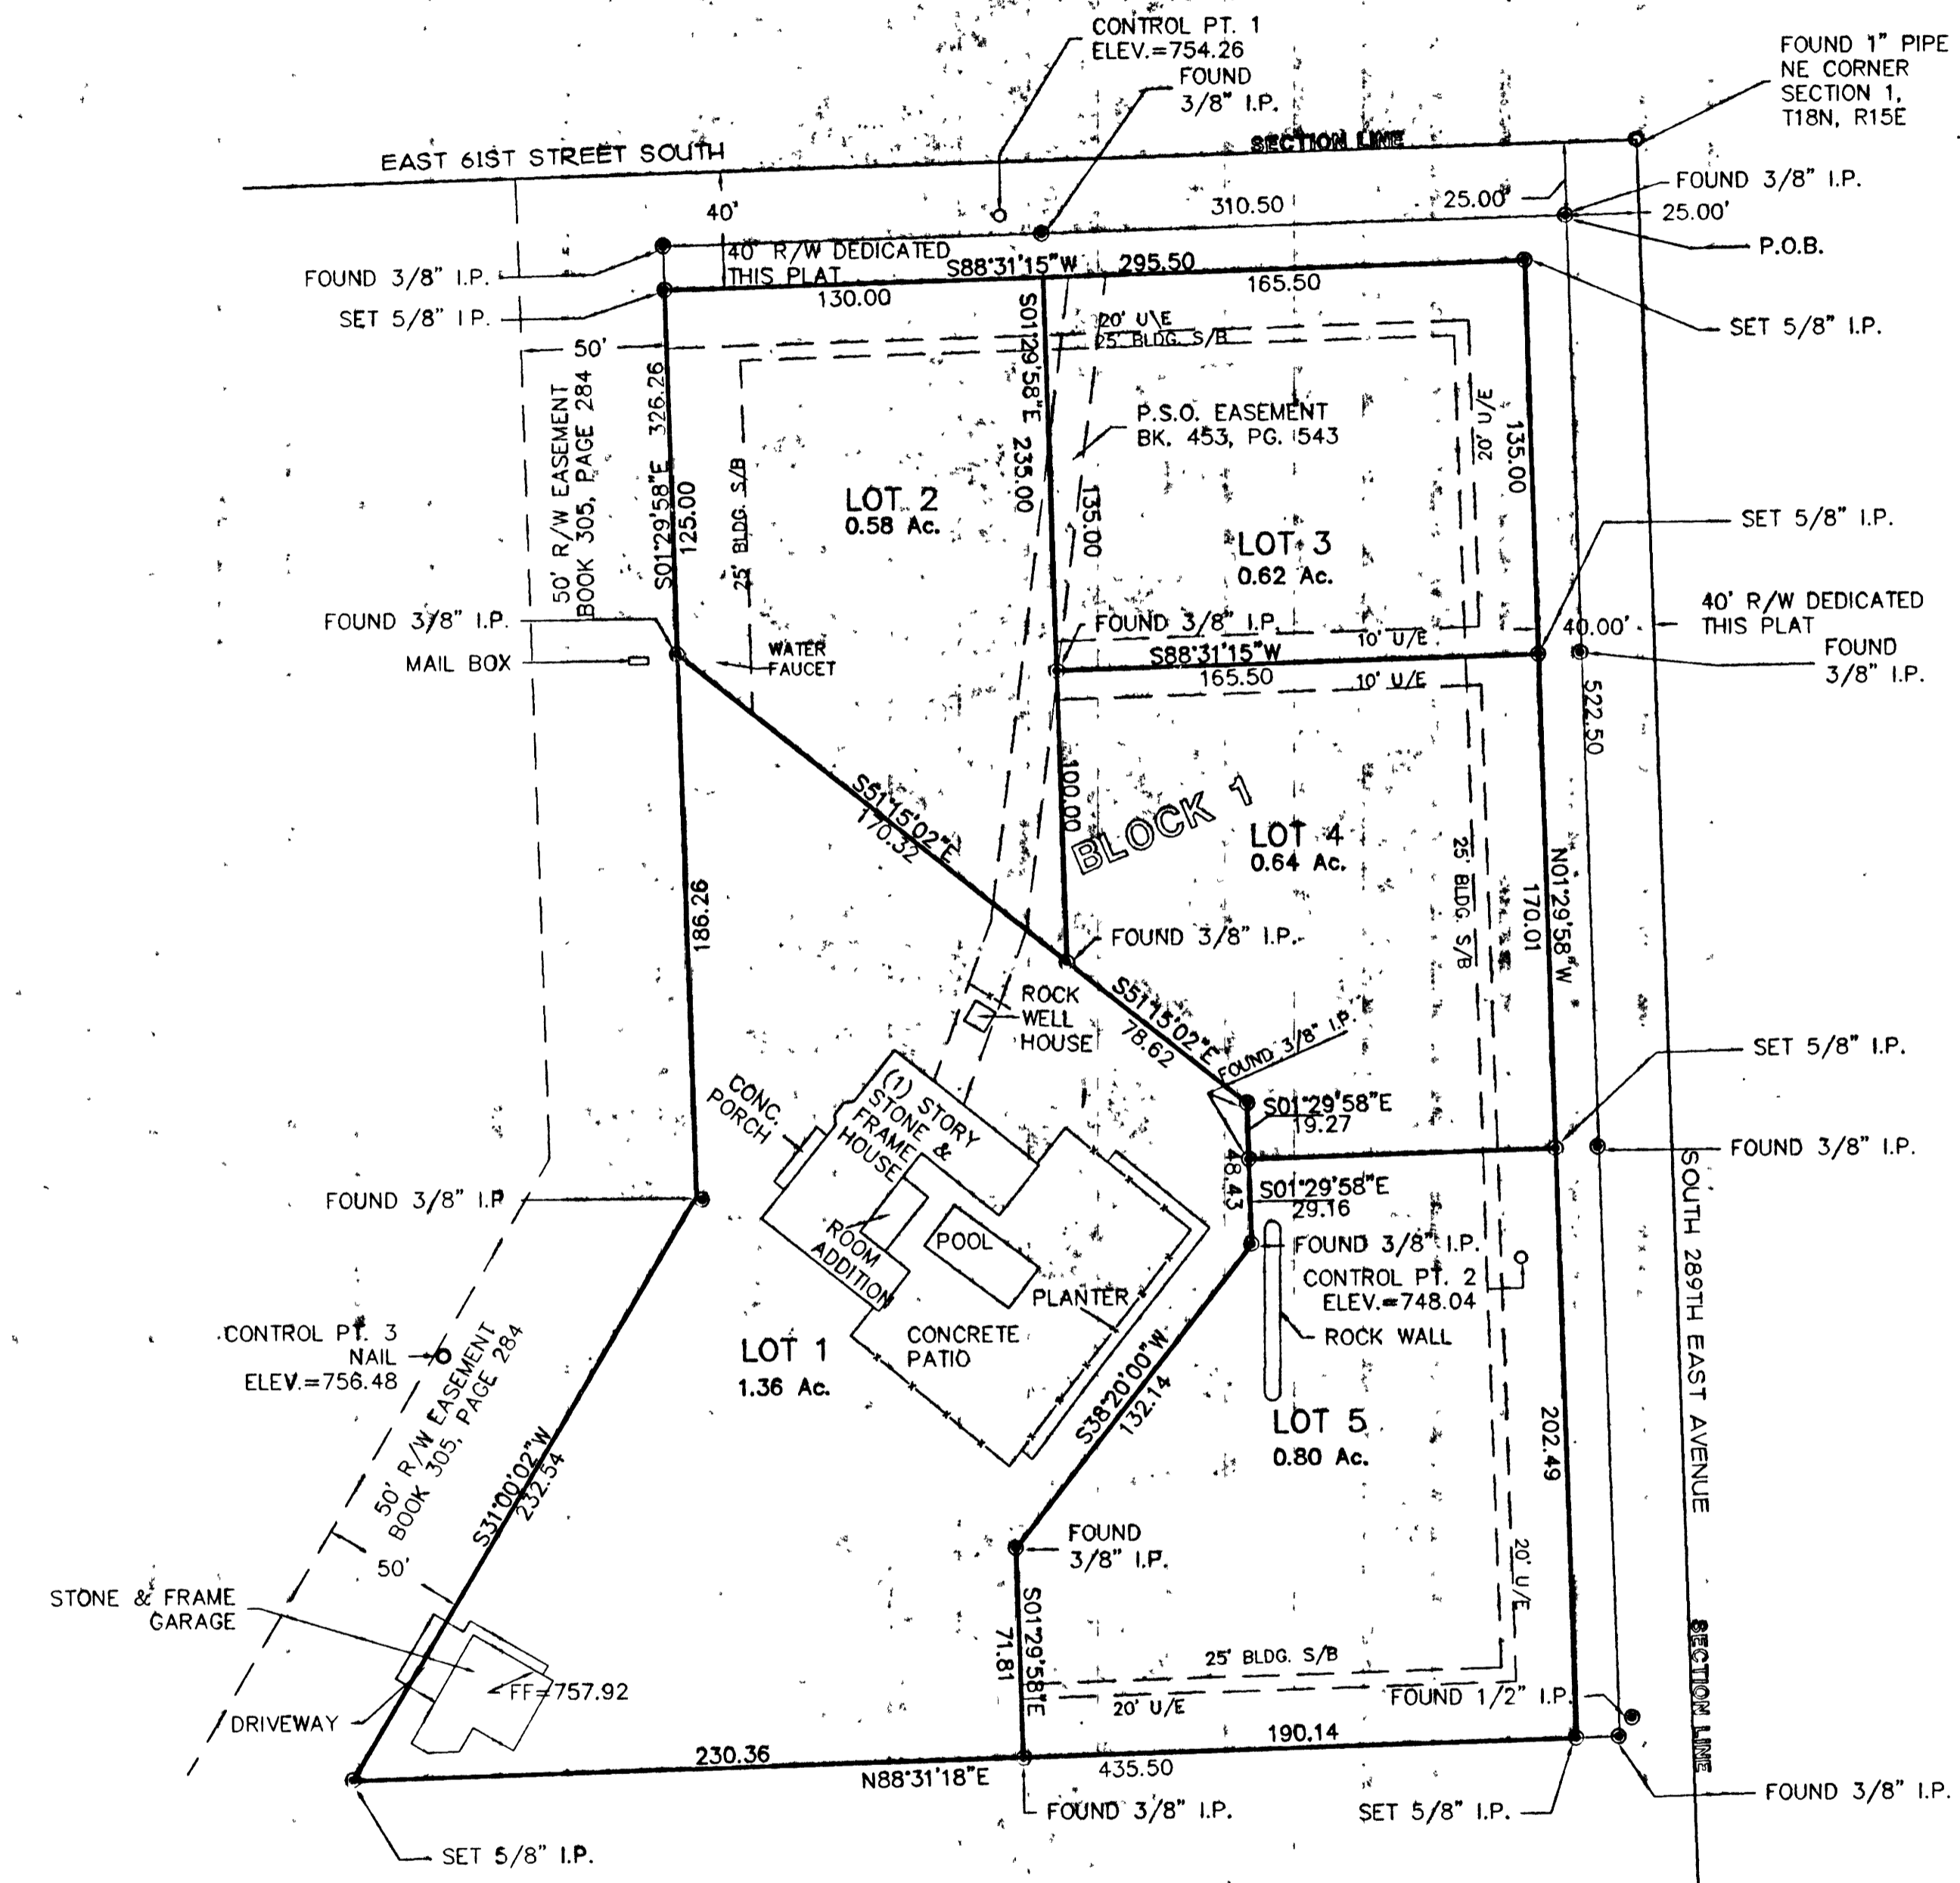 CONTROL PT. 1
ELEV.=754.26
FOUND
3/8" I.P.
FOUND 1" PIPE
NE CORNER
SECTION 1,
T18N, R15E
EAST 61ST STREET SOUTH
SECTION LINE
FOUND 3/8" I.P.
40'
310.50
25.00'
25.00'
P.O.B.
FOUND 3/8" I.P.
40' R/W DEDICATED
THIS PLAT
S88°31'15"W 295.50
130.00
165.50
SET 5/8" I.P.
SET 5/8" I.P.
50'
20' U\E
25' BLDG. S/B
50' R/W EASEMENT
BOOK 305, PAGE 284
S01°29'58"E 326.26
125.00
25' BLDG. S/B
S01°29'58"E 235.00
135.00
P.S.O. EASEMENT
BK. 453, PG. 543
20' U/E
135.00
LOT 2
0.58 Ac.
LOT 3
0.62 Ac.
SET 5/8" I.P.
FOUND 3/8" I.P.
MAIL BOX
WATER
FAUCET
FOUND 3/8" I.P.
10' U/E
S88°31'15"W
165.50
10' U/E
40.00'
40' R/W DEDICATED
THIS PLAT
FOUND
3/8" I.P.
522.50
S51°15'02"E
170.32
100.00
BLOCK 1
LOT 4
0.64 Ac.
25' BLDG. S/B
170.01
N01°29'58"W
186.26
FOUND 3/8" I.P.
ROCK
WELL
HOUSE
S51°15'02"E
78.62
FOUND 3/8" I.P.
SET 5/8" I.P.
CONC.
PORCH
(1) STORY
STONE &
FRAME
HOUSE
S01°29'58"E
19.27
FOUND 3/8" I.P.
48.43
S01°29'58"E
29.16
FOUND 3/8" I.P
ROOM
ADDITION
POOL
FOUND 3/8" I.P.
CONTROL PT. 2
ELEV.=748.04
PLANTER
ROCK WALL
SOUTH 289TH EAST AVENUE
CONTROL PT. 3
NAIL
ELEV.=756.48
50' R/W EASEMENT
BOOK 305, PAGE 284
LOT 1
1.36 Ac.
CONCRETE
PATIO
S38°20'00"W
132.14
LOT 5
0.80 Ac.
202.49
S31°00'02"W
232.54
50'
FOUND
3/8" I.P.
20' U/E
STONE & FRAME
GARAGE
S01°29'58"E
71.81
SECTION LINE
25' BLDG. S/B
FF=757.92
20' U/E
FOUND 1/2" I.P.
DRIVEWAY
230.36
190.14
N88°31'18"E
435.50
FOUND 3/8" I.P.
SET 5/8" I.P.
FOUND 3/8" I.P.
SET 5/8" I.P.